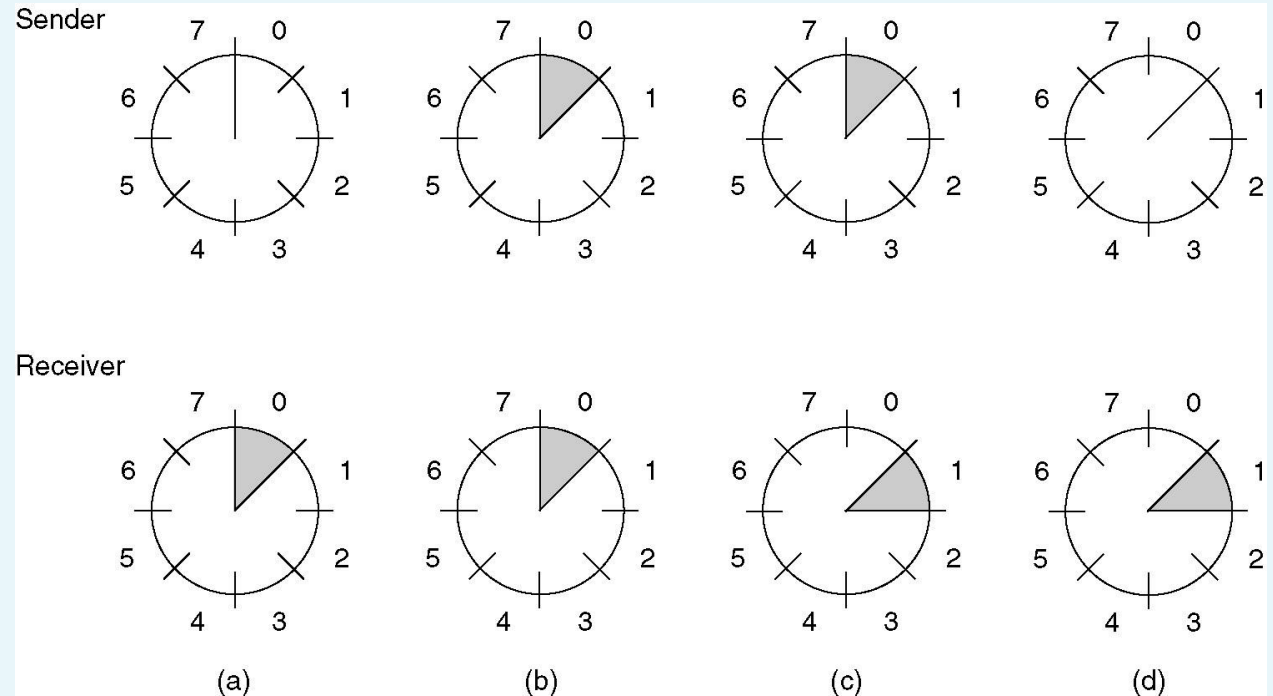 Sender
7 0 7 0 7 0 7 0
6 1 6 1 6 1 6 1
5 2 5 2 5 2 5 2
4 3 4 3 4 3 4 3
Receiver
7 0 7 0 7 0 7 0
6 1 6 1 6 1 6 1
5 2 5 2 5 2 5 2
4 3 4 3 4 3 4 3
(a) (b) (c) (d)